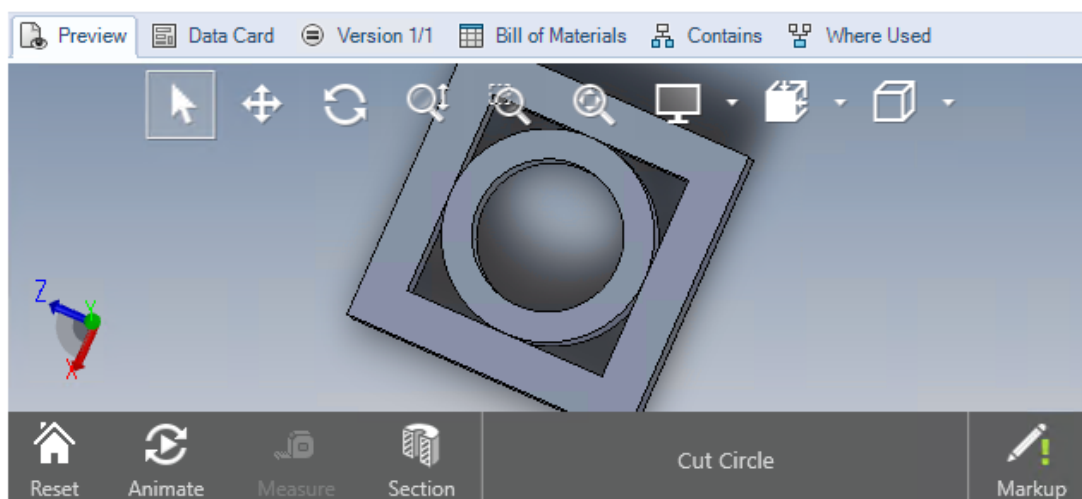 Preview Data Card Version 1/1 Bill of Materials Contains Where Used
Z Y
X
Reset Animate Measure Section Cut Circle Markup